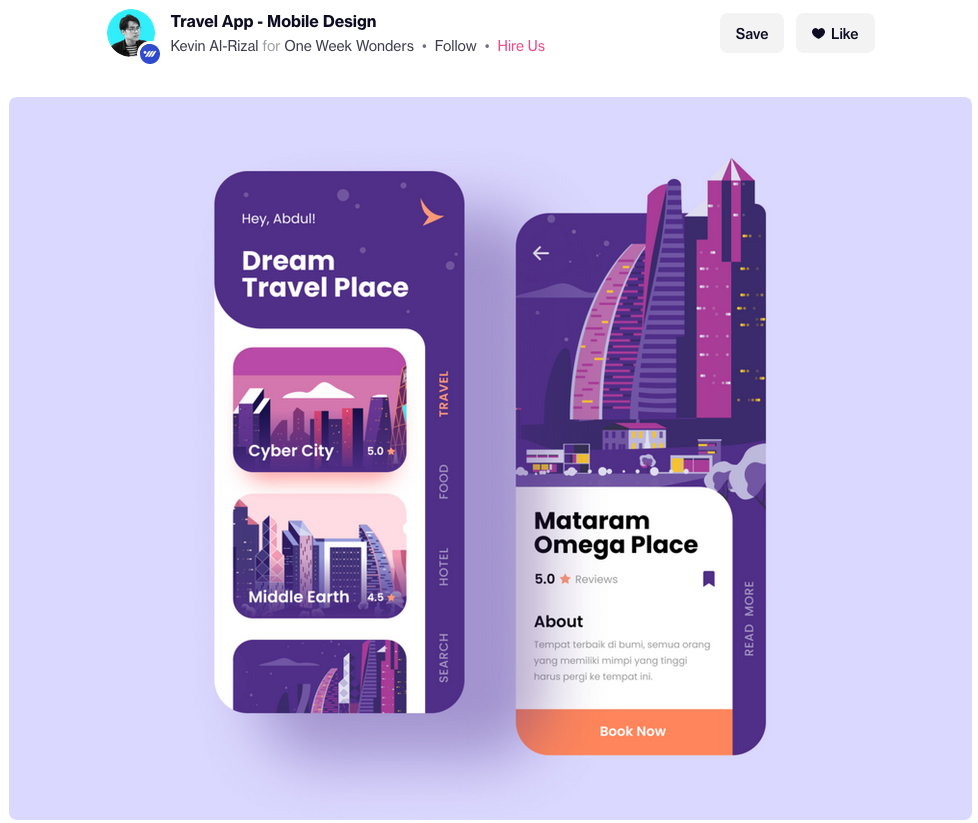 Travel App - Mobile Design
Kevin Al-Rizal for One Week Wonders • Follow • Hire Us
Save
Like
Hey, Abdul!
Dream
Travel Place
Cyber City
5.0
Middle Earth
4.5
TRAVEL
FOOD
HOTEL
SEARCH
Mataram
Omega Place
5.0 Reviews
About
Tempat terbaik di bumi, semua orang
yang memiliki mimpi yang tinggi
harus pergi ke tempat ini.
READ MORE
Book Now